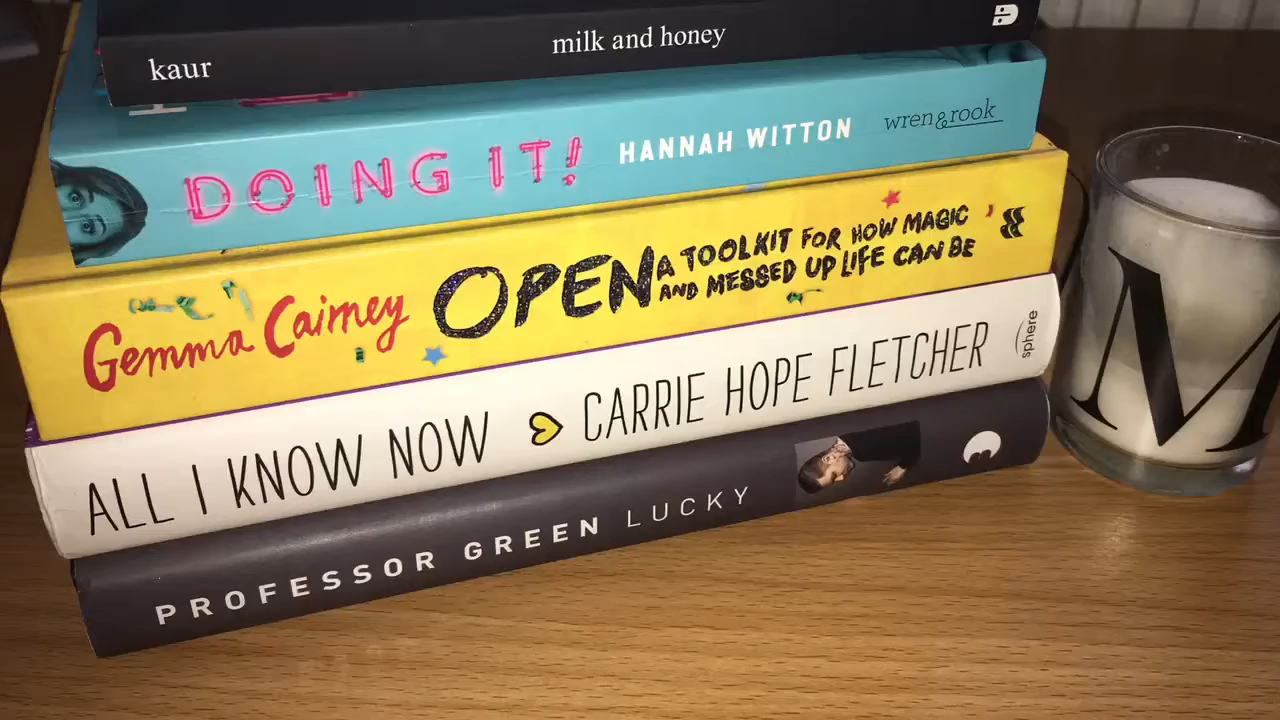 kaur milk and honey
DOING IT! HANNAH WITTON wren&rook
Gemma Cairney OPEN A TOOLKIT FOR HOW MAGIC
AND MESSED UP LIFE CAN BE
ALL I KNOW NOW CARRIE HOPE FLETCHER sphere
PROFESSOR GREEN LUCKY
M